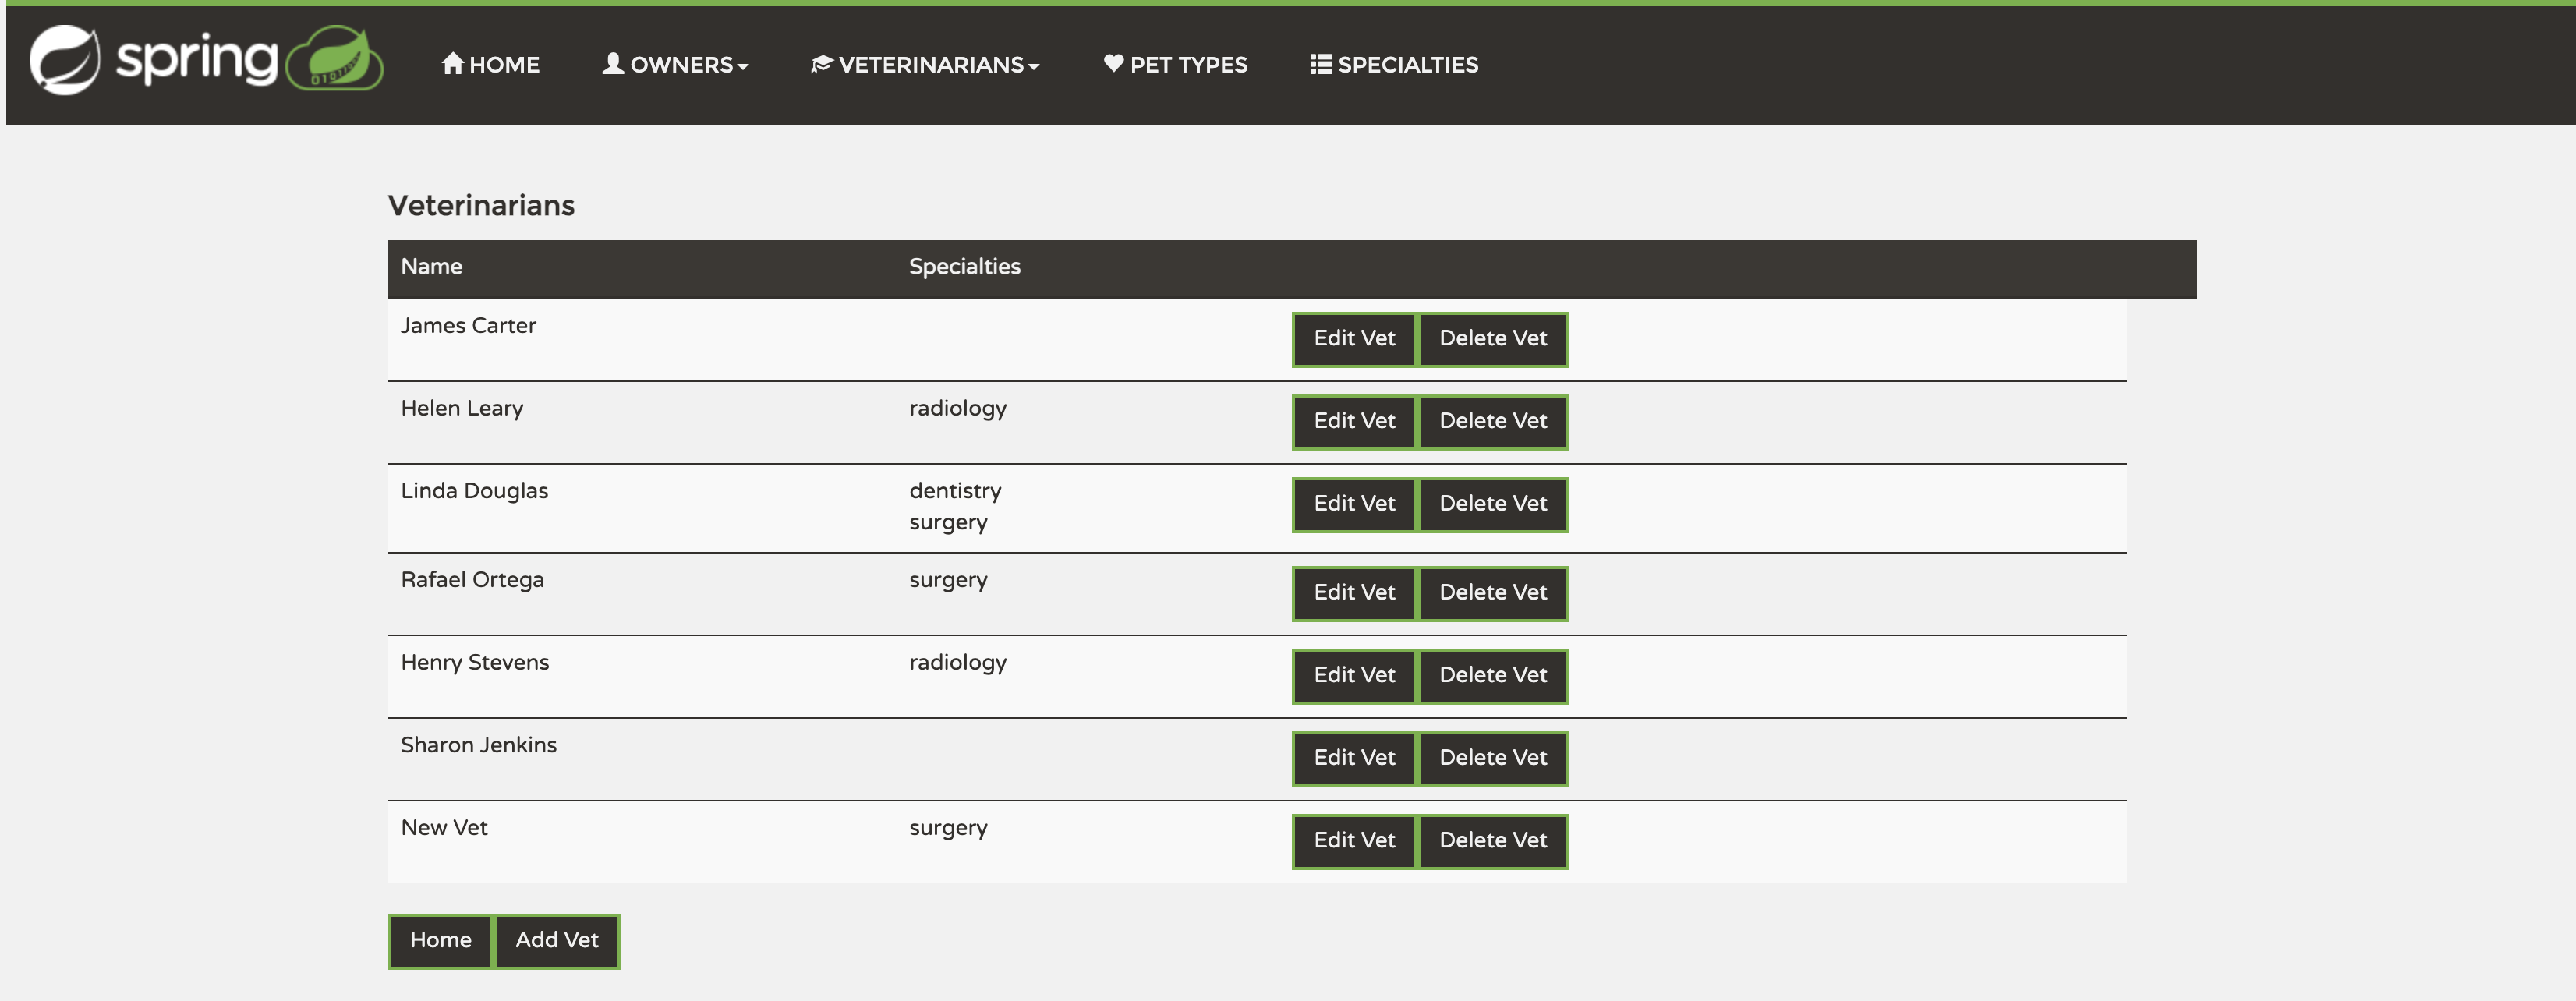 spring HOME OWNERS VETERINARIANS PET TYPES SPECIALTIES
Veterinarians
Name Specialties
James Carter Edit Vet Delete Vet
Helen Leary radiology Edit Vet Delete Vet
Linda Douglas dentistry Edit Vet Delete Vet
surgery
Rafael Ortega surgery Edit Vet Delete Vet
Henry Stevens radiology Edit Vet Delete Vet
Sharon Jenkins Edit Vet Delete Vet
New Vet surgery Edit Vet Delete Vet
Home Add Vet